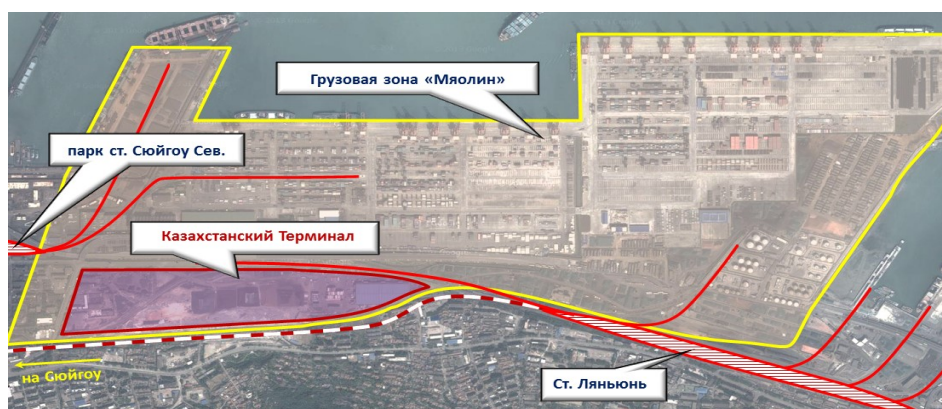 Грузовая зона «Мяолин»
парк ст. Сюйгоу Сев.
Казахстанский Терминал
на Сюйгоу
Ст. Ляньюнь